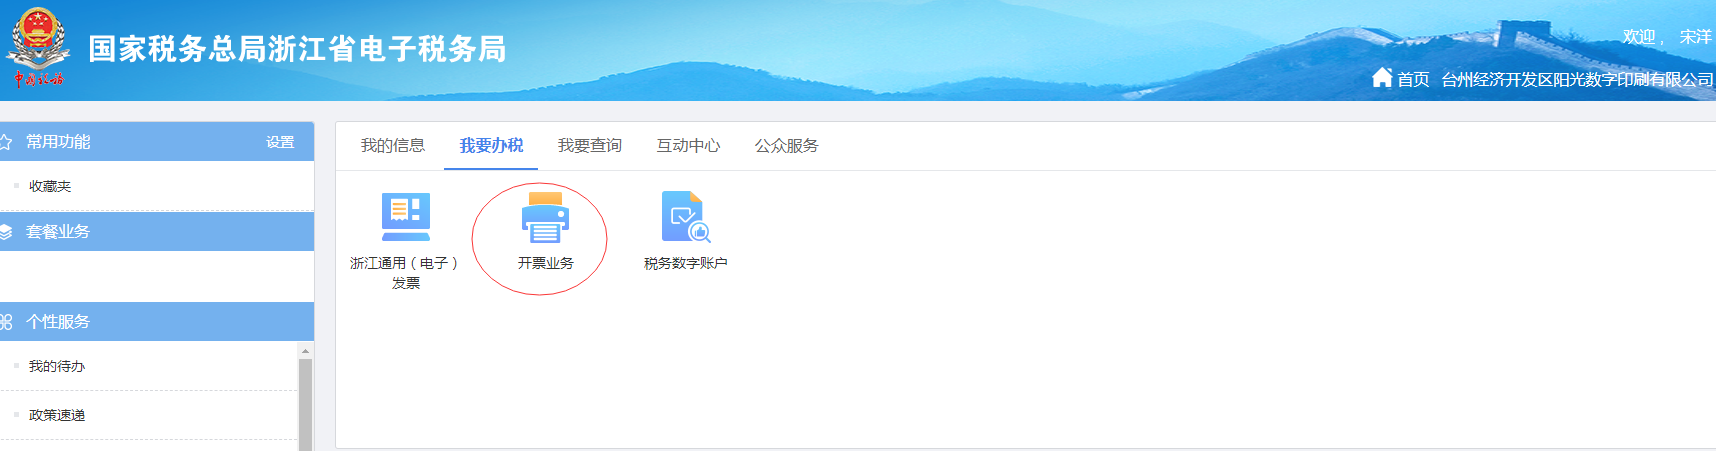 国家税务总局浙江省电子税务局
中国税务
欢迎， 宋洋
首页 台州经济开发区阳光数字印刷有限公司
常用功能 设置
收藏夹
套餐业务
个性服务
我的待办
政策速递
我的信息 我要办税 我要查询 互动中心 公众服务
浙江通用（电子）
发票
开票业务
税务数字账户